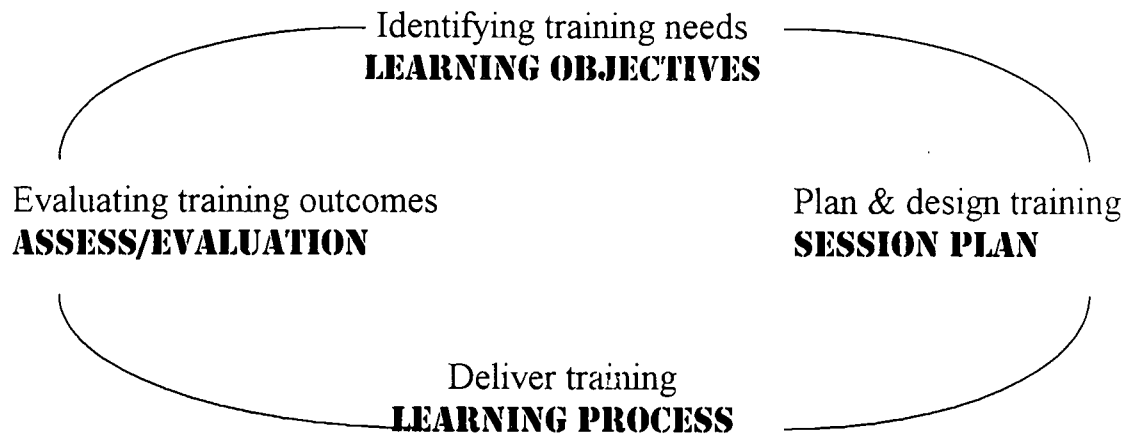 Identifying training needs
LEARNING OBJECTIVES
Evaluating training outcomes
ASSESS/EVALUATION
Plan & design training
SESSION PLAN
Deliver training
LEARNING PROCESS